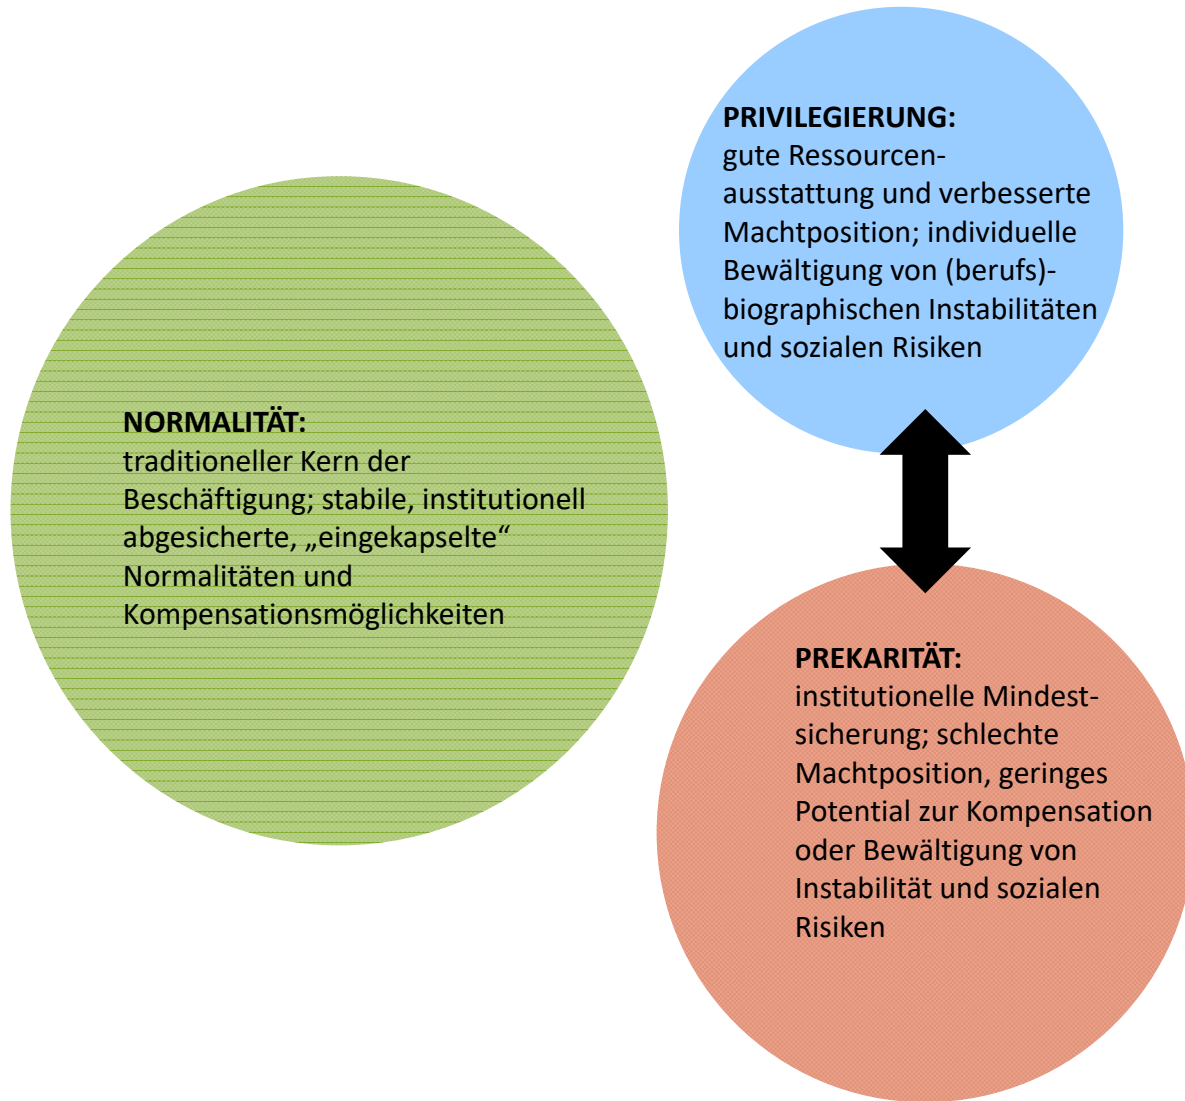 PRIVILEGIERUNG:
gute Ressourcen-
ausstattung und verbesserte
Machtposition; individuelle
Bewältigung von (berufs)-
biographischen Instabilitäten
und sozialen Risiken
NORMALITÄT:
traditioneller Kern der
Beschäftigung; stabile, institutionell
abgesicherte, „eingekapselte“
Normalitäten und
Kompensationsmöglichkeiten
PREKARITÄT:
institutionelle Mindest-
sicherung; schlechte
Machtposition, geringes
Potential zur Kompensation
oder Bewältigung von
Instabilität und sozialen
Risiken